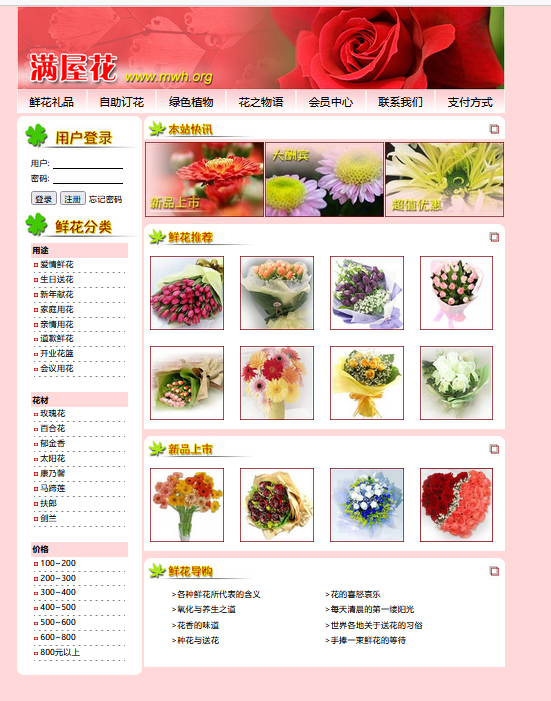 满屋花 www.mwh.org
鲜花礼品 自助订花 绿色植物 花之物语 会员中心 联系我们 支付方式
用户登录
用户:
密码:
登录 注册 忘记密码
鲜花分类
用途
爱情鲜花
生日送花
新年献花
家庭用花
亲情用花
道歉鲜花
开业花篮
会议用花
花材
玫瑰花
百合花
郁金香
太阳花
康乃馨
马蹄莲
扶郎
剑兰
价格
100~200
200~300
300~400
400~500
500~600
600~800
800元以上
本站快讯
新品上市
大酬宾
超值优惠
鲜花推荐
新品上市
鲜花导购
>各种鲜花所代表的含义 >花的喜怒哀乐
>氧化与养生之道 >每天清晨的第一缕阳光
>花香的味道 >世界各地关于送花的习俗
>种花与送花 >手捧一束鲜花的等待